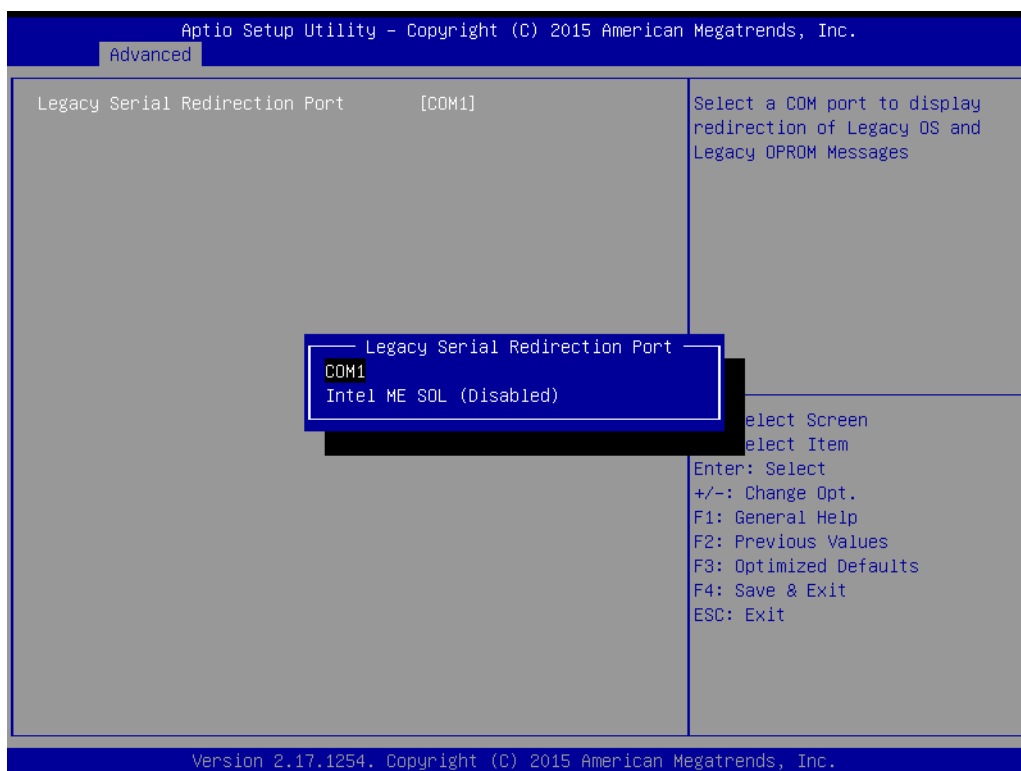 Aptio Setup Utility – Copyright (C) 2015 American Megatrends, Inc.
Advanced
Legacy Serial Redirection Port [COM1]
Select a COM port to display
redirection of Legacy OS and
Legacy OPROM Messages
Legacy Serial Redirection Port
COM1
Intel ME SOL (Disabled)
elect Screen
elect Item
Enter: Select
+/-: Change Opt.
F1: General Help
F2: Previous Values
F3: Optimized Defaults
F4: Save & Exit
ESC: Exit
Version 2.17.1254. Copyright (C) 2015 American Megatrends, Inc.